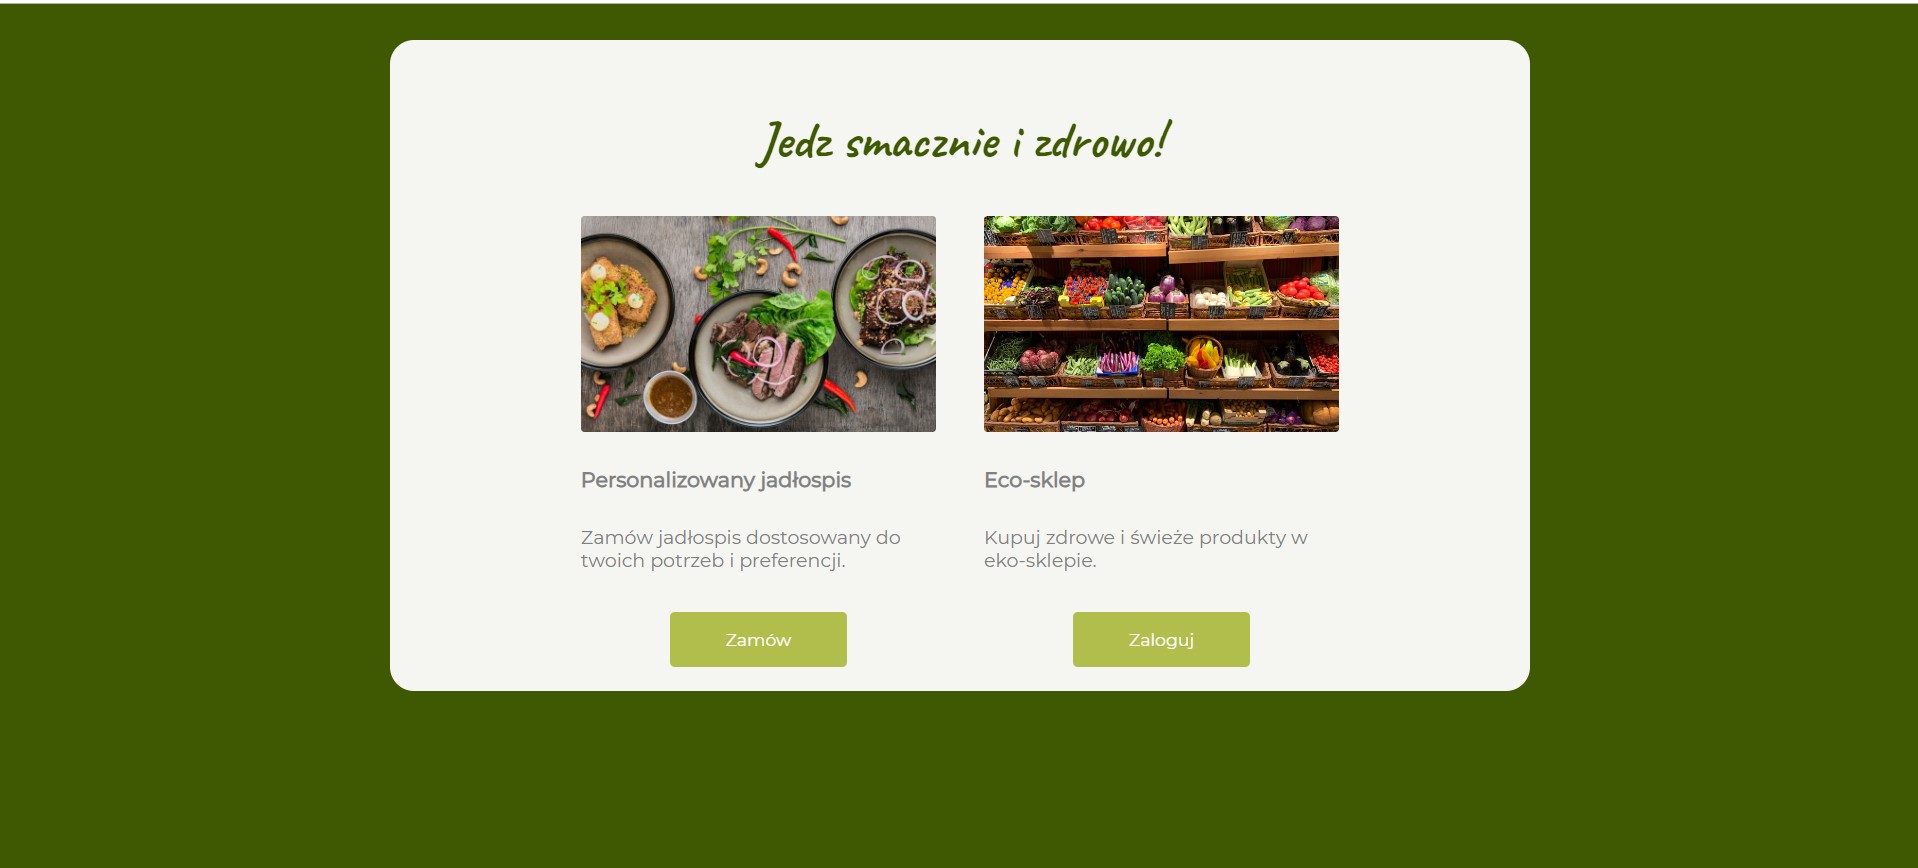 Jedz smacznie i zdrowo!
Personalizowany jadłospis
Zamów jadłospis dostosowany do
twoich potrzeb i preferencji.
Zamów
Eco-sklep
Kupuj zdrowe i świeże produkty w
eko-sklepie.
Zaloguj